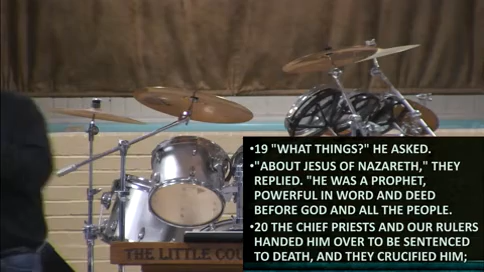 •19 "WHAT THINGS?" HE ASKED.
•"ABOUT JESUS OF NAZARETH," THEY
REPLIED. "HE WAS A PROPHET,
POWERFUL IN WORD AND DEED
BEFORE GOD AND ALL THE PEOPLE.
•20 THE CHIEF PRIESTS AND OUR RULERS
HANDED HIM OVER TO BE SENTENCED
TO DEATH, AND THEY CRUCIFIED HIM;
THE LITTLE